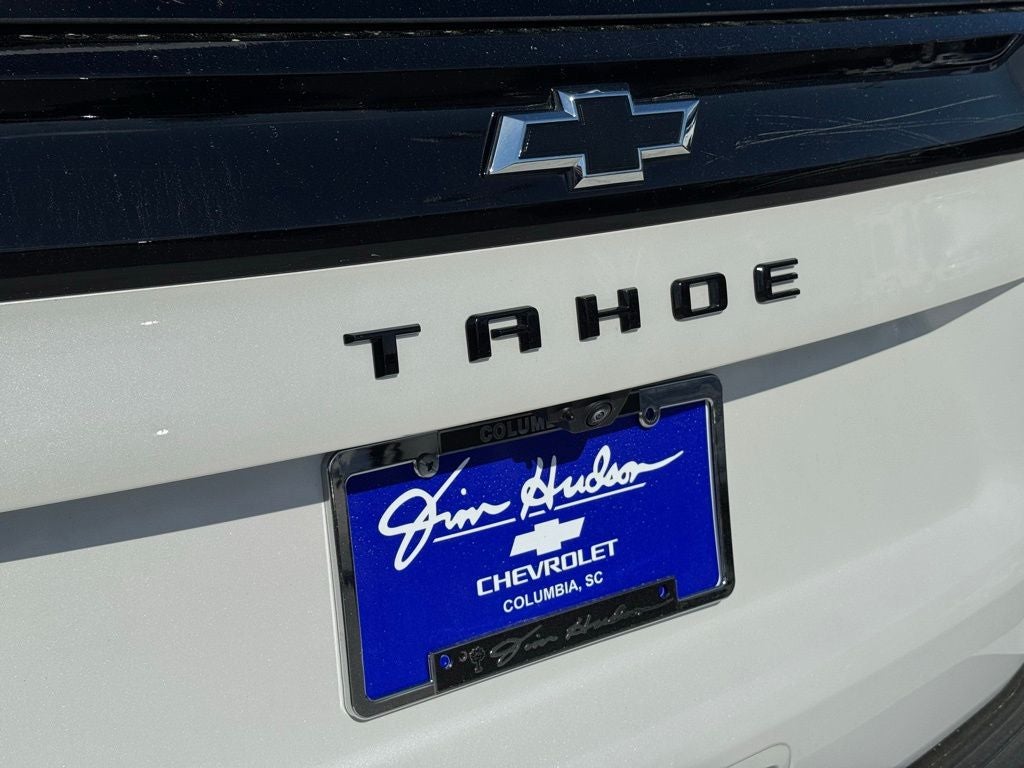 TAHOE
Jim Hudson
CHEVROLET
COLUMBIA, SC
Jim Hudson